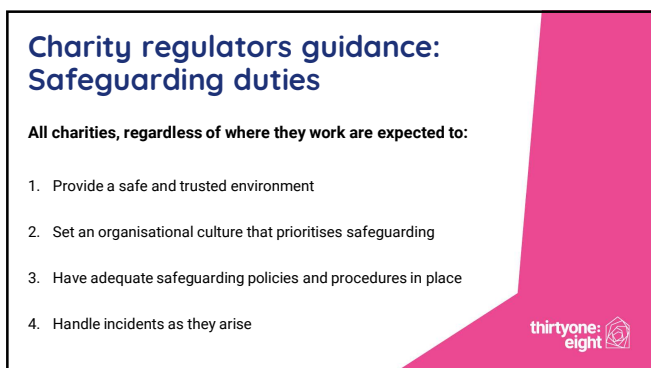 Charity regulators guidance:
Safeguarding duties
All charities, regardless of where they work are expected to:
1. Provide a safe and trusted environment
2. Set an organisational culture that prioritises safeguarding
3. Have adequate safeguarding policies and procedures in place
4. Handle incidents as they arise
thirtyone:
eight